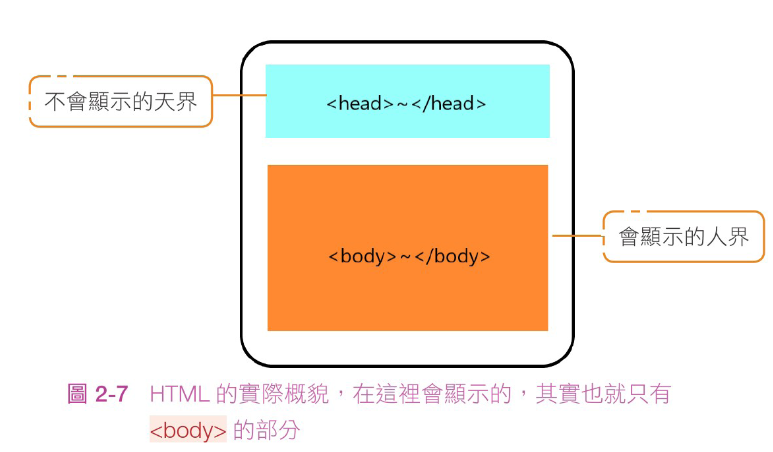 <head>~</head>
不會顯示的天界
會顯示的人界
<body>~</body>
圖 2-7 HTML 的實際概貌，在這裡會顯示的，其實也就只有
<body> 的部分